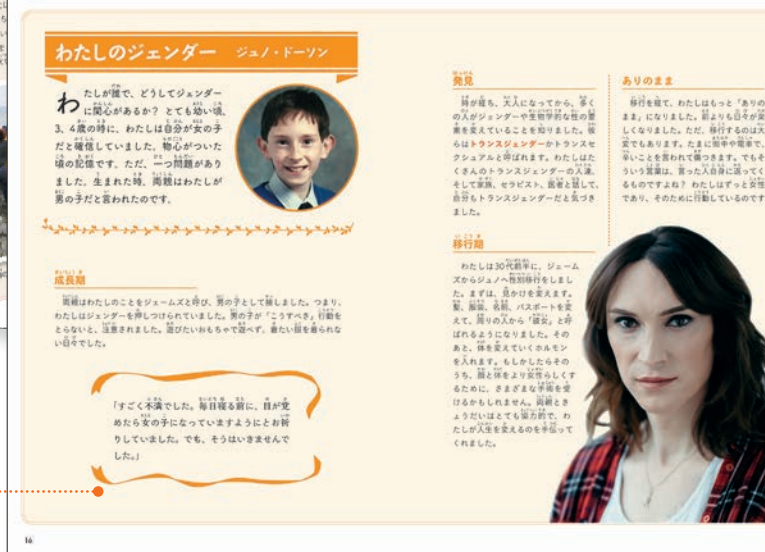 わたしのジェンダー ジュノ・ドーソン
わたしが誰で、どうしてジェンダー
に関心があるか? とても幼い頃、
3、4歳の時に、わたしは自分が女の子
だと確信していました。物心がついた
頃の記憶です。ただ、一つ問題があり
ました。生まれた時、両親はわたしが
男の子だと言われたのです。
成長期
両親はわたしのことをジェームズと呼び、男の子として接しました。つまり、
わたしはジェンダーを押しつけられていました。男の子が「こうすべき」行動を
とらないと、注意されました。遊びたいおもちゃで遊べず、着たい服を着られな
い日々でした。
「すごく不満でした。毎日寝る前に、目が覚
めたら女の子になっていますようにとお祈
りしていました。でも、そうはいきませんで
した。」
発見
時が経ち、大人になってから、多く
の人がジェンダーや生物学的な性の要
素を変えていることを知りました。彼
らはトランスジェンダーかトランスセ
クシュアルと呼ばれます。わたしはた
くさんのトランスジェンダーの人達、
そして家族、セラピスト、医者と話して、
自分もトランスジェンダーだと気づき
ました。
移行期
わたしは30代前半に、ジェーム
ズからジュノへ性別移行をしまし
た。まずは、見かけを変えます。
髪、服装、名前、パスポートを変
えて、周りの人から「彼女」と呼
ばれるようになりました。その
あと、体を変えていくホルモン
を入れます。もしかしたらその
うち、顔と体をより女性らしくす
るために、さまざまな手術を受
けるかもしれません。両親とき
ょうだいはとても協力的で、わ
たしが人生を変えるのを手伝って
くれました。
ありのまま
移行を経て、わたしはもっと「ありの
まま」になりました。前よりも日々が楽
しくなりました。ただ、移行するのは大
変でもあります。たまに街中や電車で、
辛いことを言われて傷つきます。でもそ
ういう言葉は、言った人自身に返ってく
るものですよね? わたしはずっと女性
であり、そのために行動しているのです
16